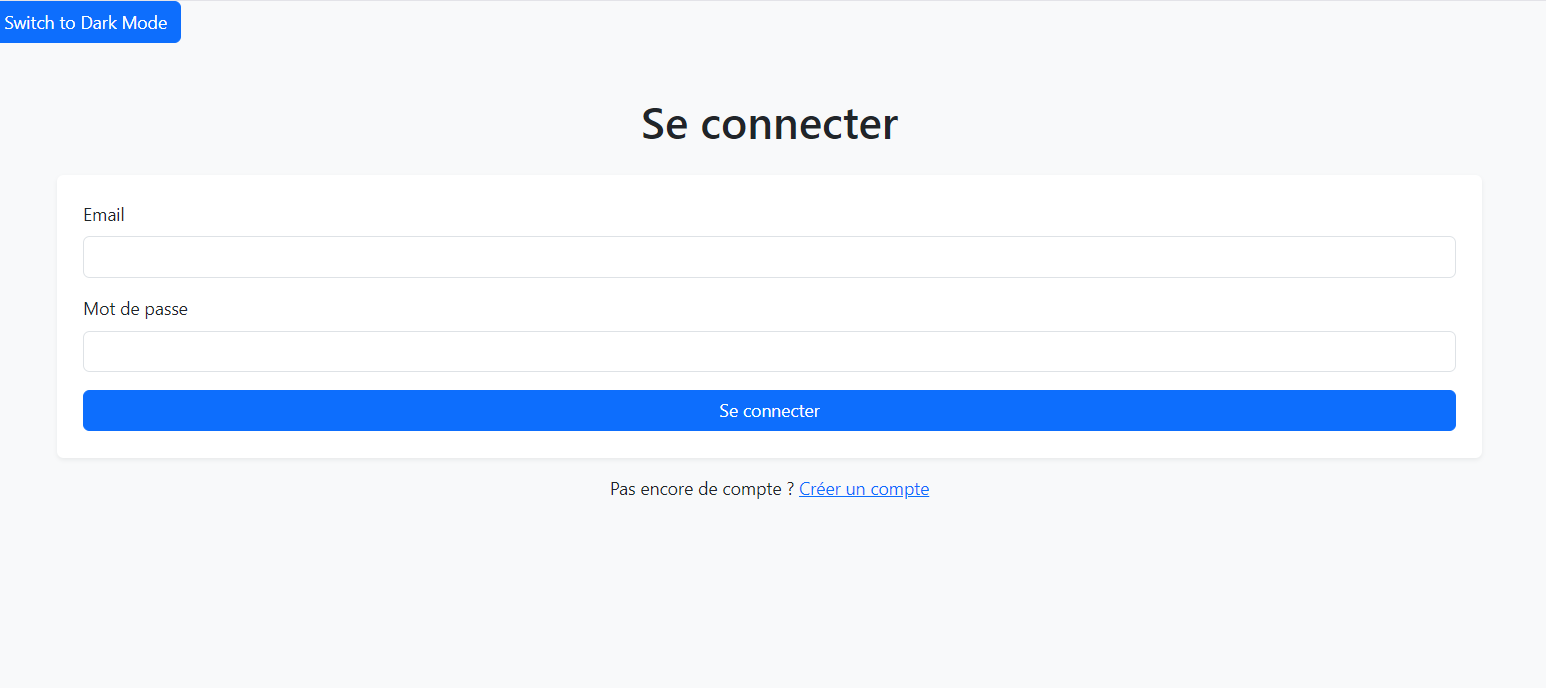 Switch to Dark Mode
Se connecter
Email
Mot de passe
Se connecter
Pas encore de compte ? Créer un compte